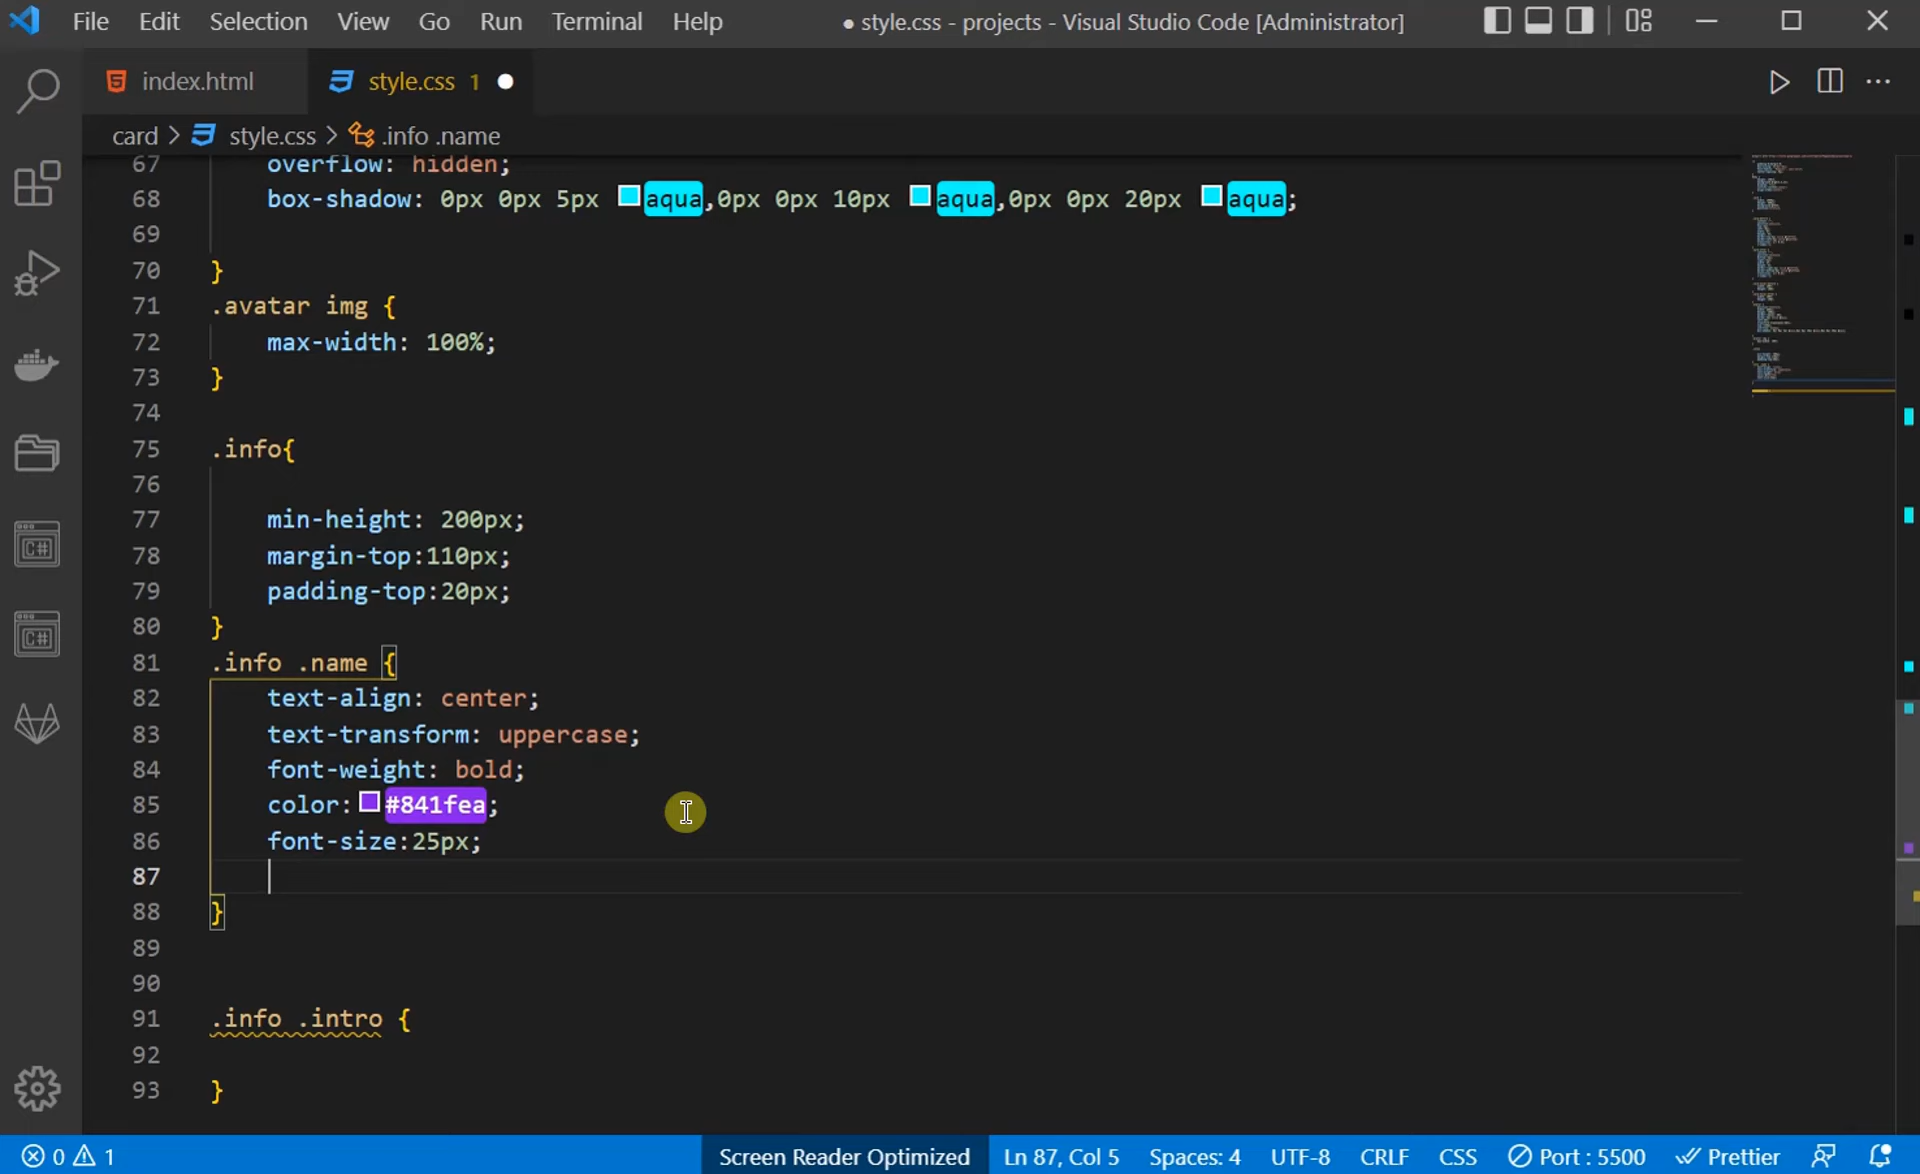 File Edit Selection View Go Run Terminal Help ● style.css - projects - Visual Studio Code [Administrator]
index.html style.css 1
card > style.css > .info .name
67 overflow: hidden;
68 box-shadow: 0px 0px 5px aqua,0px 0px 10px aqua,0px 0px 20px aqua;
69
70 }
71 .avatar img {
72 max-width: 100%;
73 }
74
75 .info{
76
77 min-height: 200px;
78 margin-top:110px;
79 padding-top:20px;
80 }
81 .info .name {
82 text-align: center;
83 text-transform: uppercase;
84 font-weight: bold;
85 color: #841fea;
86 font-size:25px;
87
88 }
89
90
91 .info .intro {
92
93 }
0 1 Screen Reader Optimized Ln 87, Col 5 Spaces: 4 UTF-8 CRLF CSS Port : 5500 Prettier